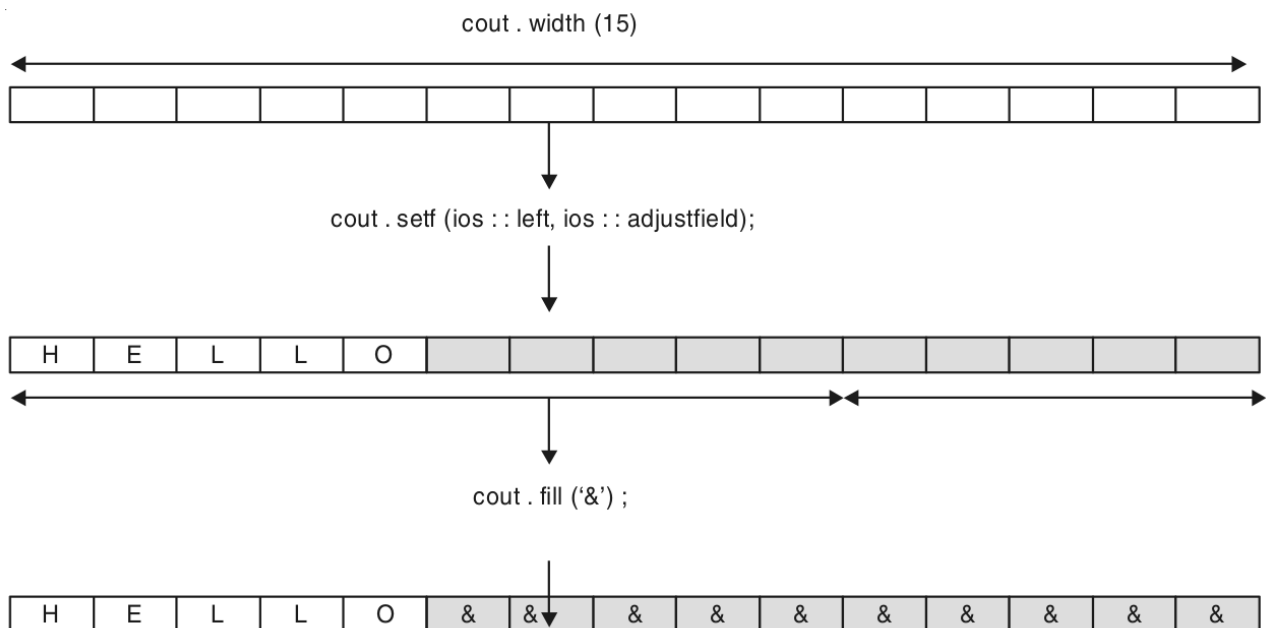 cout . width (15)
cout . setf (ios : : left, ios : : adjustfield);
H E L L O
cout . fill (‘&’) ;
H E L L O & & & & & & & & & &